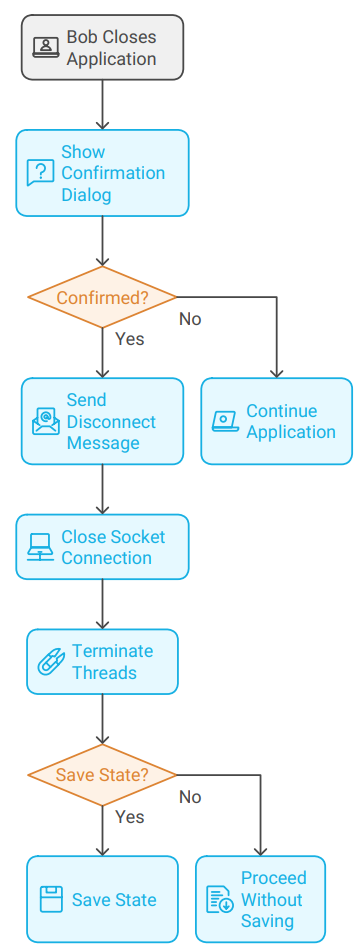 Bob Closes
Application
Show
Confirmation
Dialog
Confirmed?
No
Yes
Send
Disconnect
Message
Continue
Application
Close Socket
Connection
Terminate
Threads
Save State?
No
Yes
Save State
Proceed
Without
Saving